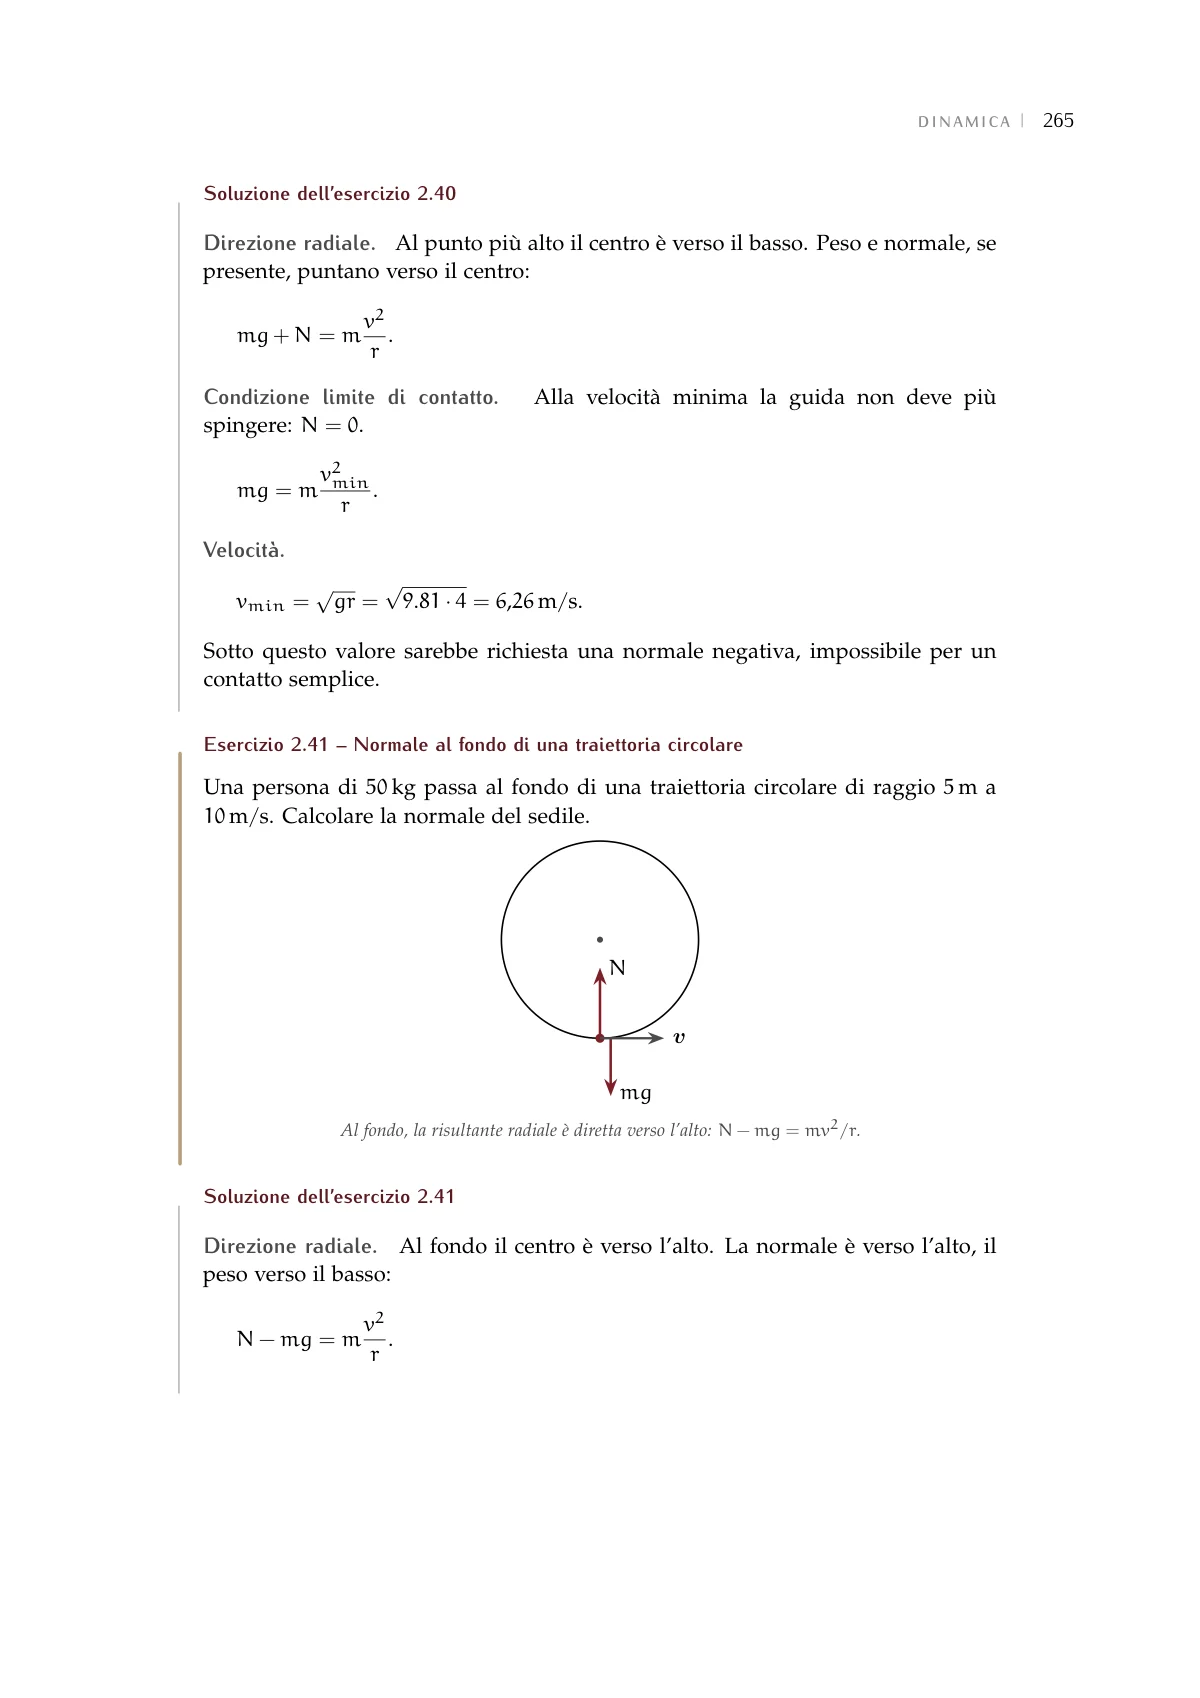 DINAMICA | 265
Soluzione dell'esercizio 2.40
Direzione radiale. Al punto più alto il centro è verso il basso. Peso e normale, se
presente, puntano verso il centro:
mg + N = m v²/r.
Condizione limite di contatto. Alla velocità minima la guida non deve più
spingere: N = 0.
mg = m v²_min/r.
Velocità.
v_min = √gr = √9.81 · 4 = 6,26 m/s.
Sotto questo valore sarebbe richiesta una normale negativa, impossibile per un
contatto semplice.
Esercizio 2.41 – Normale al fondo di una traiettoria circolare
Una persona di 50 kg passa al fondo di una traiettoria circolare di raggio 5 m a
10 m/s. Calcolare la normale del sedile.
N
v
mg
Al fondo, la risultante radiale è diretta verso l'alto: N − mg = mv²/r.
Soluzione dell'esercizio 2.41
Direzione radiale. Al fondo il centro è verso l'alto. La normale è verso l'alto, il
peso verso il basso:
N − mg = m v²/r.